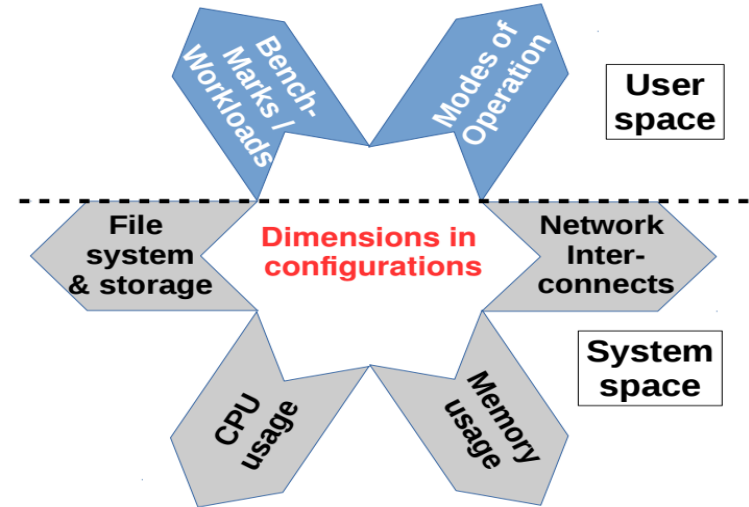 Bench-
Marks /
Workloads
Modes of
Operation
User
space
File
system
& storage
Dimensions in
configurations
Network
Inter-
connects
System
space
CPU
usage
Memory
usage